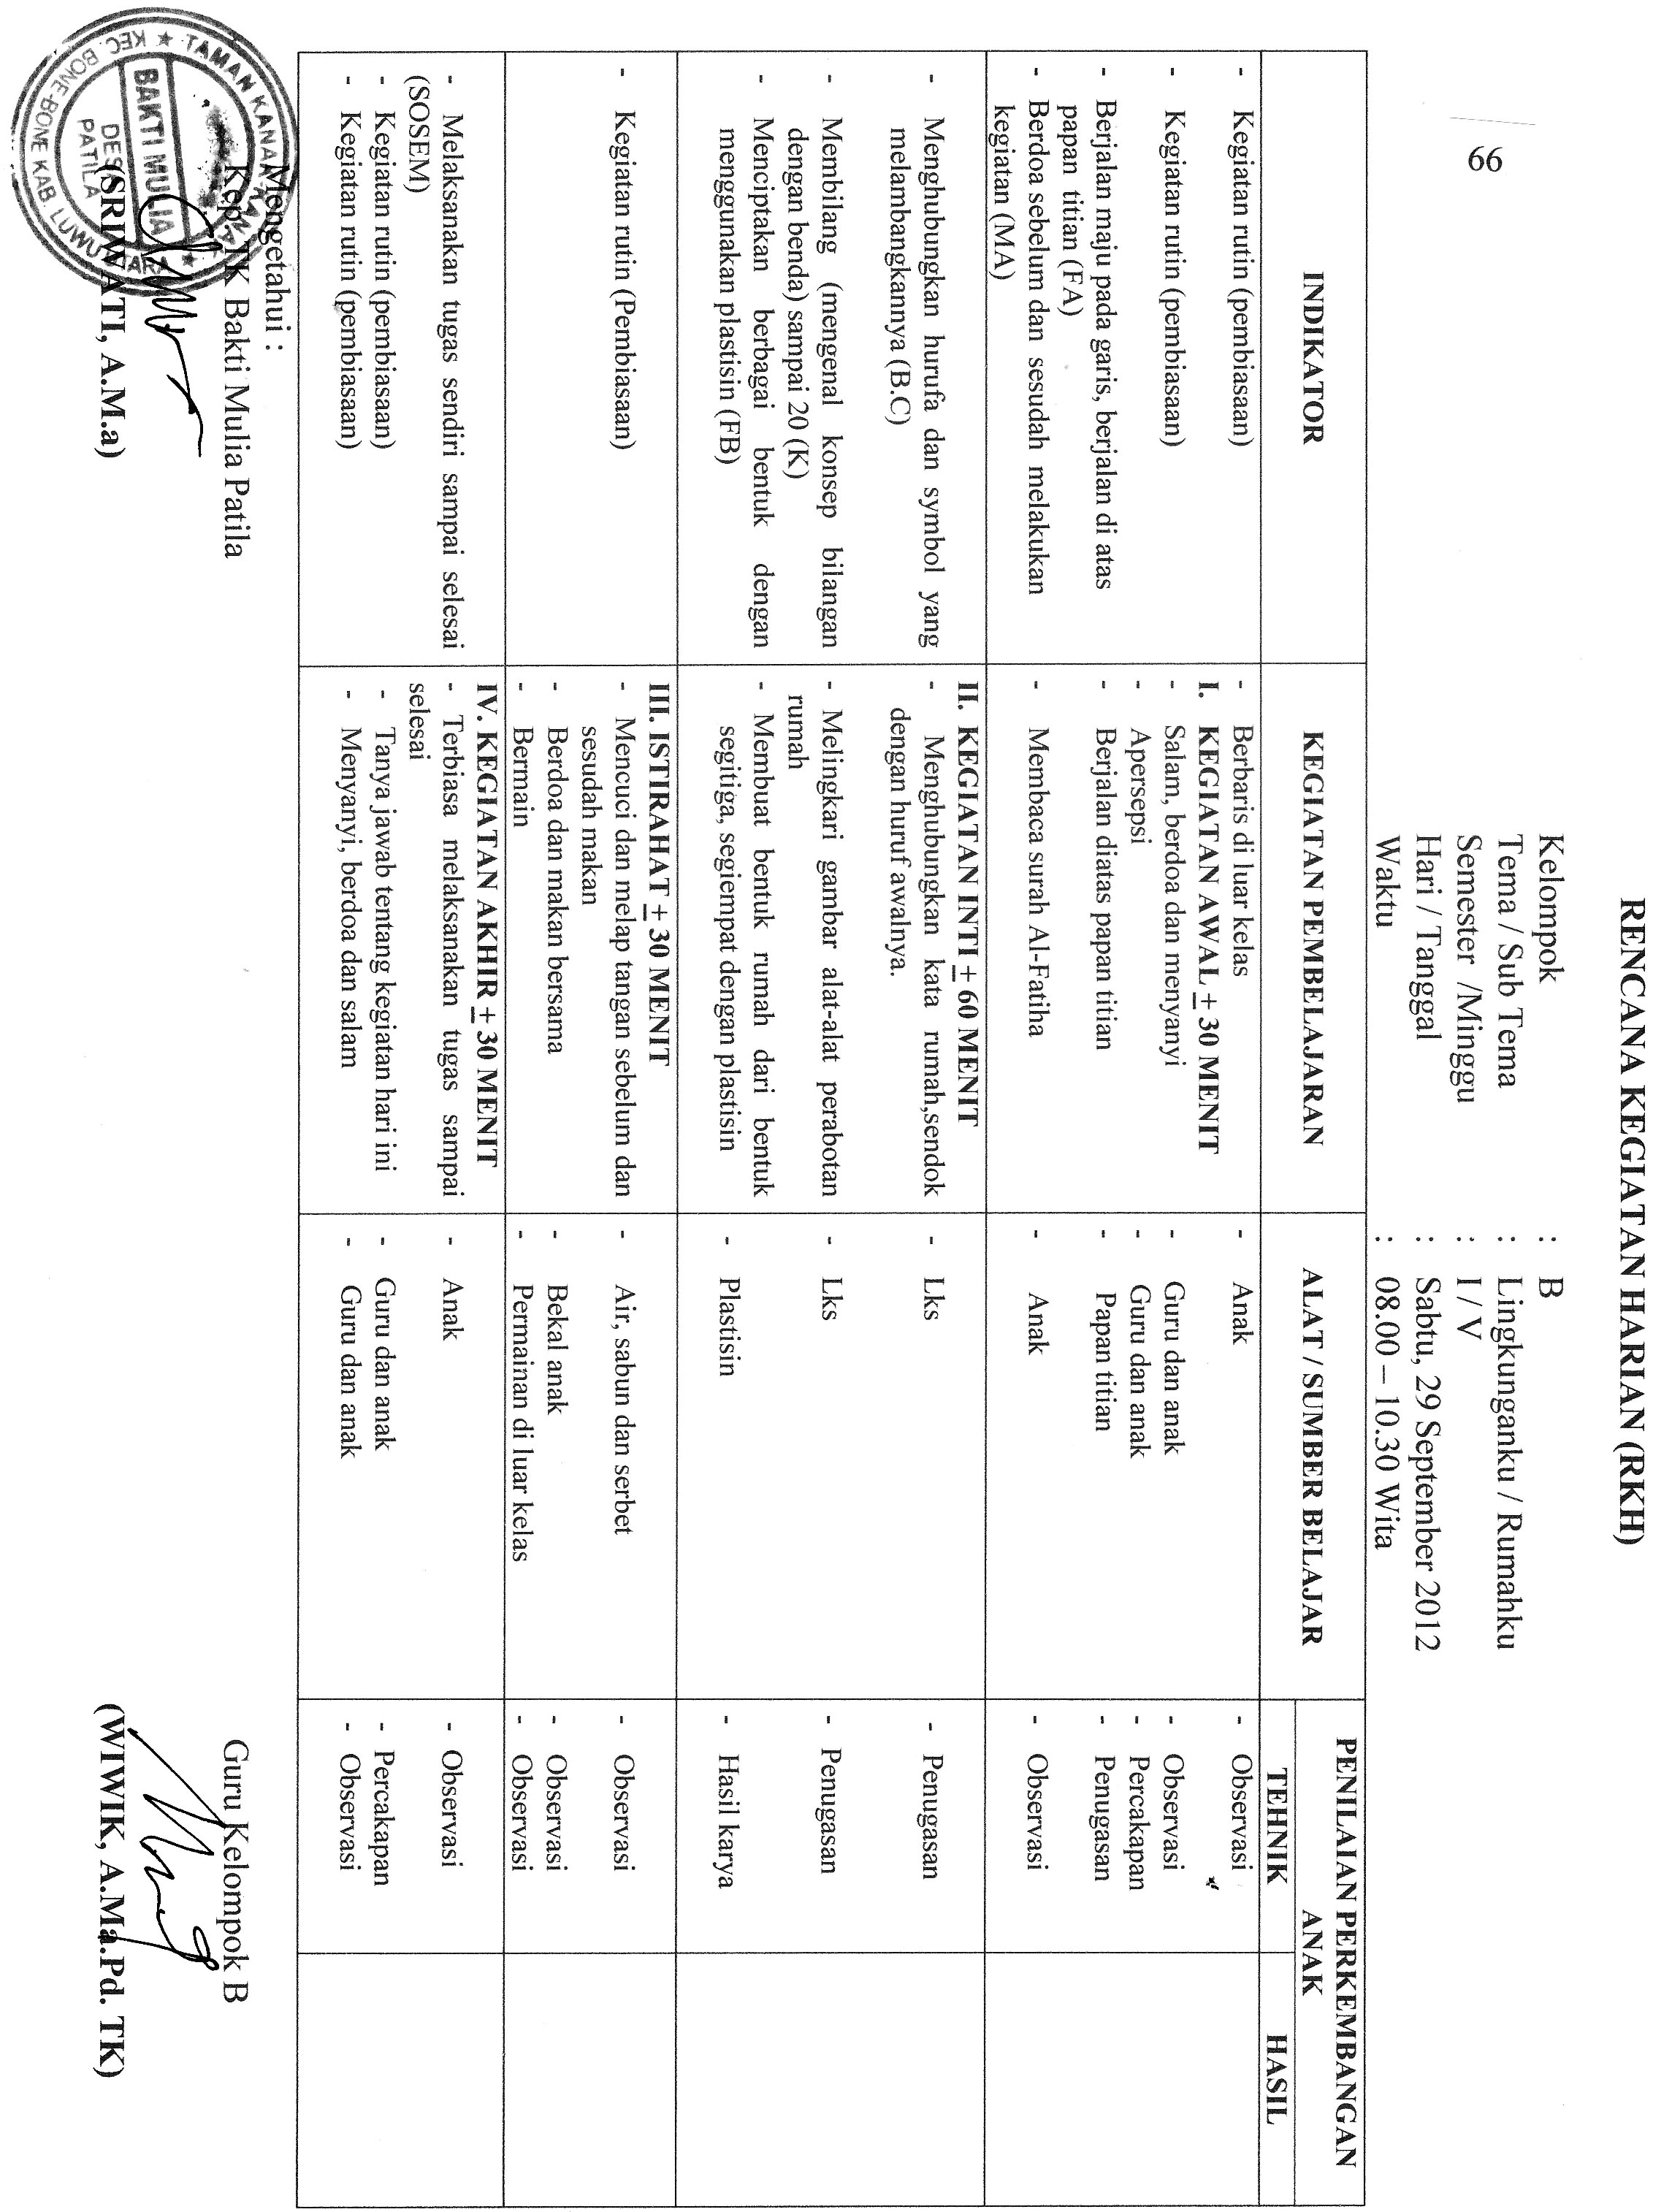 66
RENCANA KEGIATAN HARIAN (RKH)
Kelompok : B
Tema / Sub Tema : Lingkunganku / Rumahku
Semester /Minggu : I / V
Hari / Tanggal : Sabtu, 29 September 2012
Waktu : 08.00 – 10.30 Wita
INDIKATOR
KEGIATAN PEMBELAJARAN
ALAT / SUMBER BELAJAR
PENILAIAN PERKEMBANGAN
ANAK
TEHNIK
HASIL
- Kegiatan rutin (pembiasaan)
- Kegiatan rutin (pembiasaan)
- Berjalan maju pada garis, berjalan di atas
papan titian (FA)
- Berdoa sebelum dan sesudah melakukan
kegiatan (MA)
- Berbaris di luar kelas
I. KEGIATAN AWAL ± 30 MENIT
- Salam, berdoa dan menyanyi
- Apersepsi
- Berjalan diatas papan titian
- Membaca surah Al-Fatiha
- Anak
- Guru dan anak
- Guru dan anak
- Papan titian
- Anak
- Observasi
- Observasi
- Percakapan
- Penugasan
- Observasi
- Menghubungkan hurufa dan symbol yang
melambangkannya (B.C)
- Membilang (mengenal konsep bilangan
dengan benda) sampai 20 (K)
- Menciptakan berbagai bentuk dengan
menggunakan plastisin (FB)
II. KEGIATAN INTI ± 60 MENIT
- Menghubungkan kata rumah,sendok
dengan huruf awalnya.
- Melingkari gambar alat-alat perabotan
rumah
- Membuat bentuk rumah dari bentuk
segitiga, segiempat dengan plastisin
- Lks
- Lks
- Plastisin
- Penugasan
- Penugasan
- Hasil karya
- Kegiatan rutin (Pembiasaan)
III. ISTIRAHAT ± 30 MENIT
- Mencuci dan melap tangan sebelum dan
sesudah makan
- Berdoa dan makan bersama
- Bermain
- Air, sabun dan serbet
- Bekal anak
- Permainan di luar kelas
- Observasi
- Observasi
- Observasi
- Melaksanakan tugas sendiri sampai selesai
(SOSEM)
- Kegiatan rutin (pembiasaan)
- Kegiatan rutin (pembiasaan)
IV. KEGIATAN AKHIR ± 30 MENIT
- Terbiasa melaksanakan tugas sampai
selesai
- Tanya jawab tentang kegiatan hari ini
- Menyanyi, berdoa dan salam
- Anak
- Guru dan anak
- Guru dan anak
- Observasi
- Percakapan
- Observasi
Mengetahui :
Kep. TK Bakti Mulia Patila
(SRIWATI, A.M.a)
Guru Kelompok B
(WIWIK, A.Ma.Pd. TK)
TAMAN KANAK-KANAK
BAKTI MULIA
DESA
PATILA
KEC. BONE-BONE KAB. LUWU UTARA